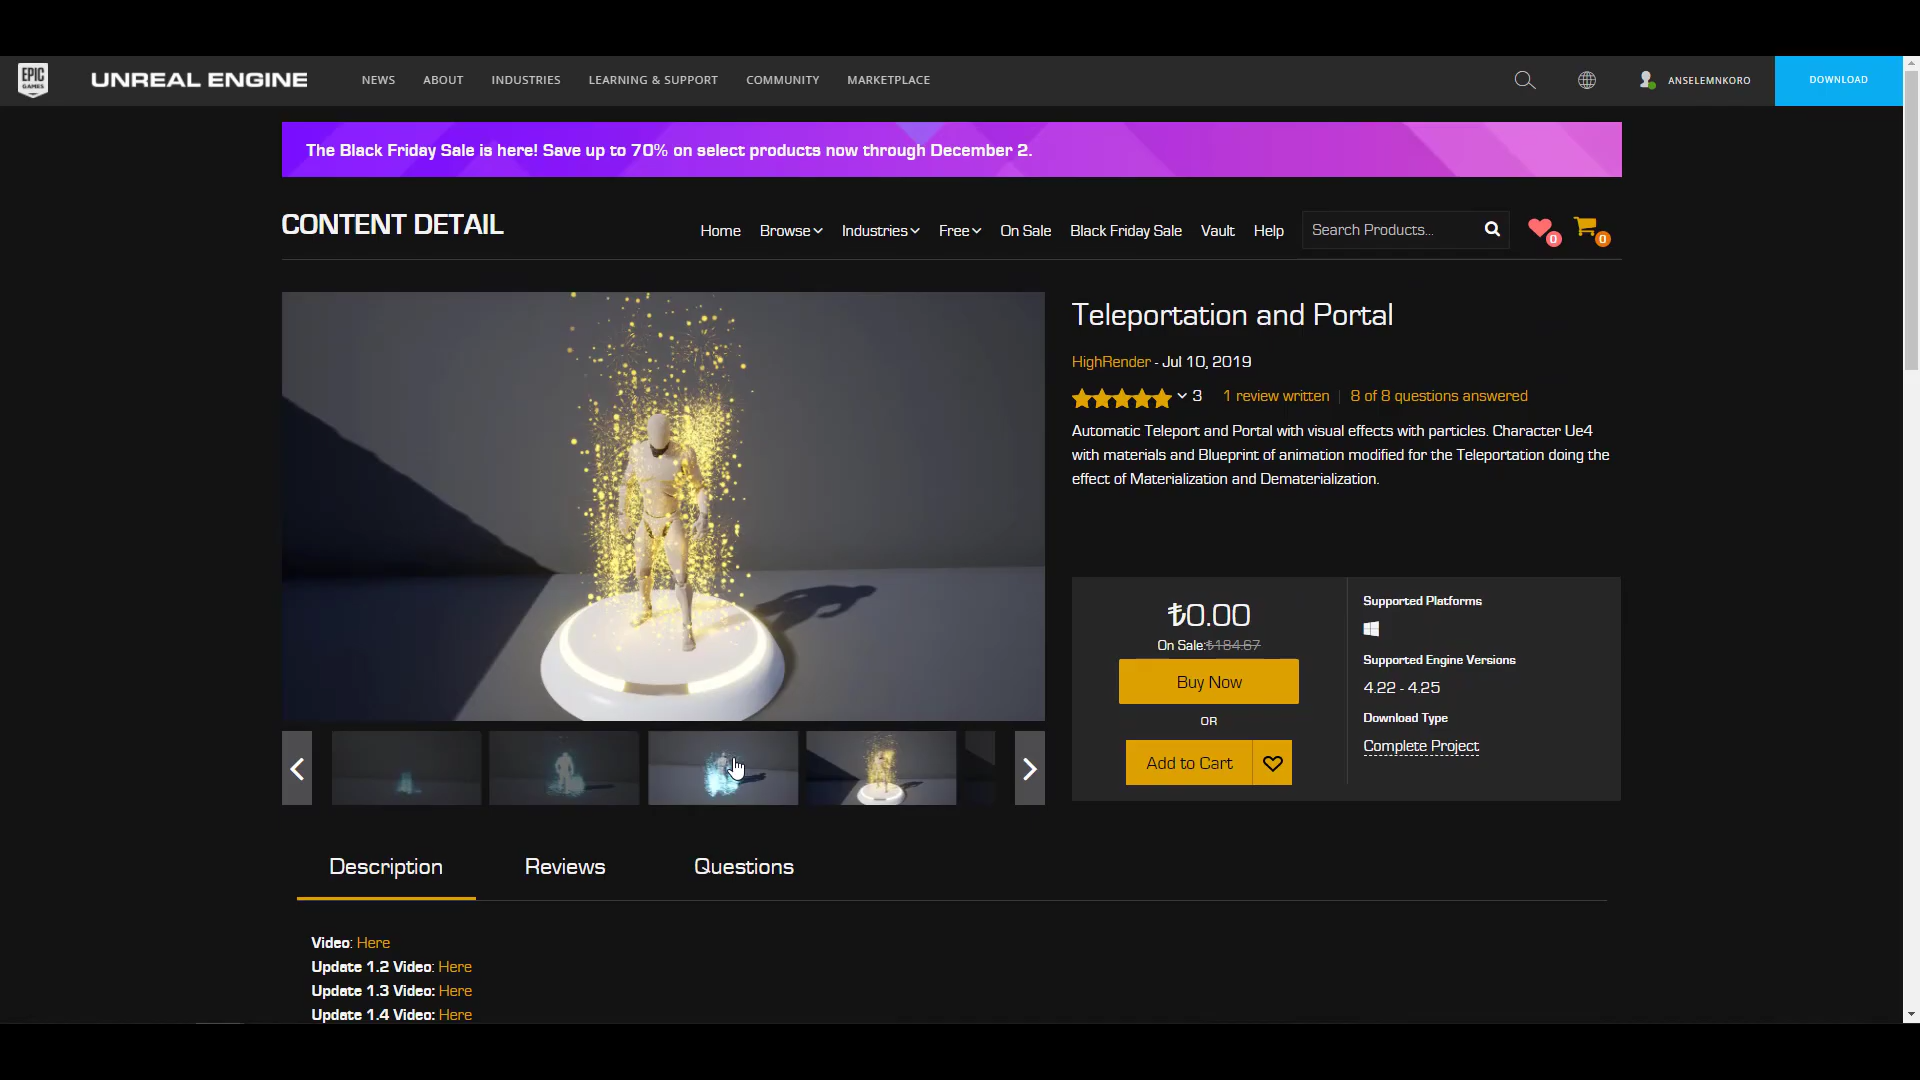 EPIC GAMES
UNREAL ENGINE
NEWS ABOUT INDUSTRIES LEARNING & SUPPORT COMMUNITY MARKETPLACE
ANSELEMNKORO DOWNLOAD
The Black Friday Sale is here! Save up to 70% on select products now through December 2.
CONTENT DETAIL
Home Browse Industries Free On Sale Black Friday Sale Vault Help Search Products... 0 0
Teleportation and Portal
HighRender - Jul 10, 2019
3 1 review written 8 of 8 questions answered
Automatic Teleport and Portal with visual effects with particles. Character Ue4
with materials and Blueprint of animation modified for the Teleportation doing the
effect of Materialization and Dematerialization.
₺0.00
On Sale:₺184.67
Buy Now
OR
Add to Cart
Supported Platforms
Supported Engine Versions
4.22 - 4.25
Download Type
Complete Project
Description Reviews Questions
Video: Here
Update 1.2 Video: Here
Update 1.3 Video: Here
Update 1.4 Video: Here